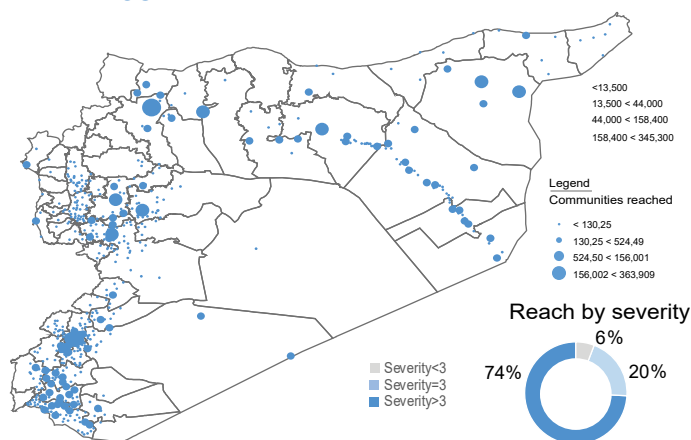 <13,500
13,500 < 44,000
44,000 < 158,400
158,400 < 345,300
Legend
Communities reached
< 130,25
130,25 < 524,49
524,50 < 156,001
156,002 < 363,909
Reach by severity
6%
20%
74%
Severity<3
Severity=3
Severity>3